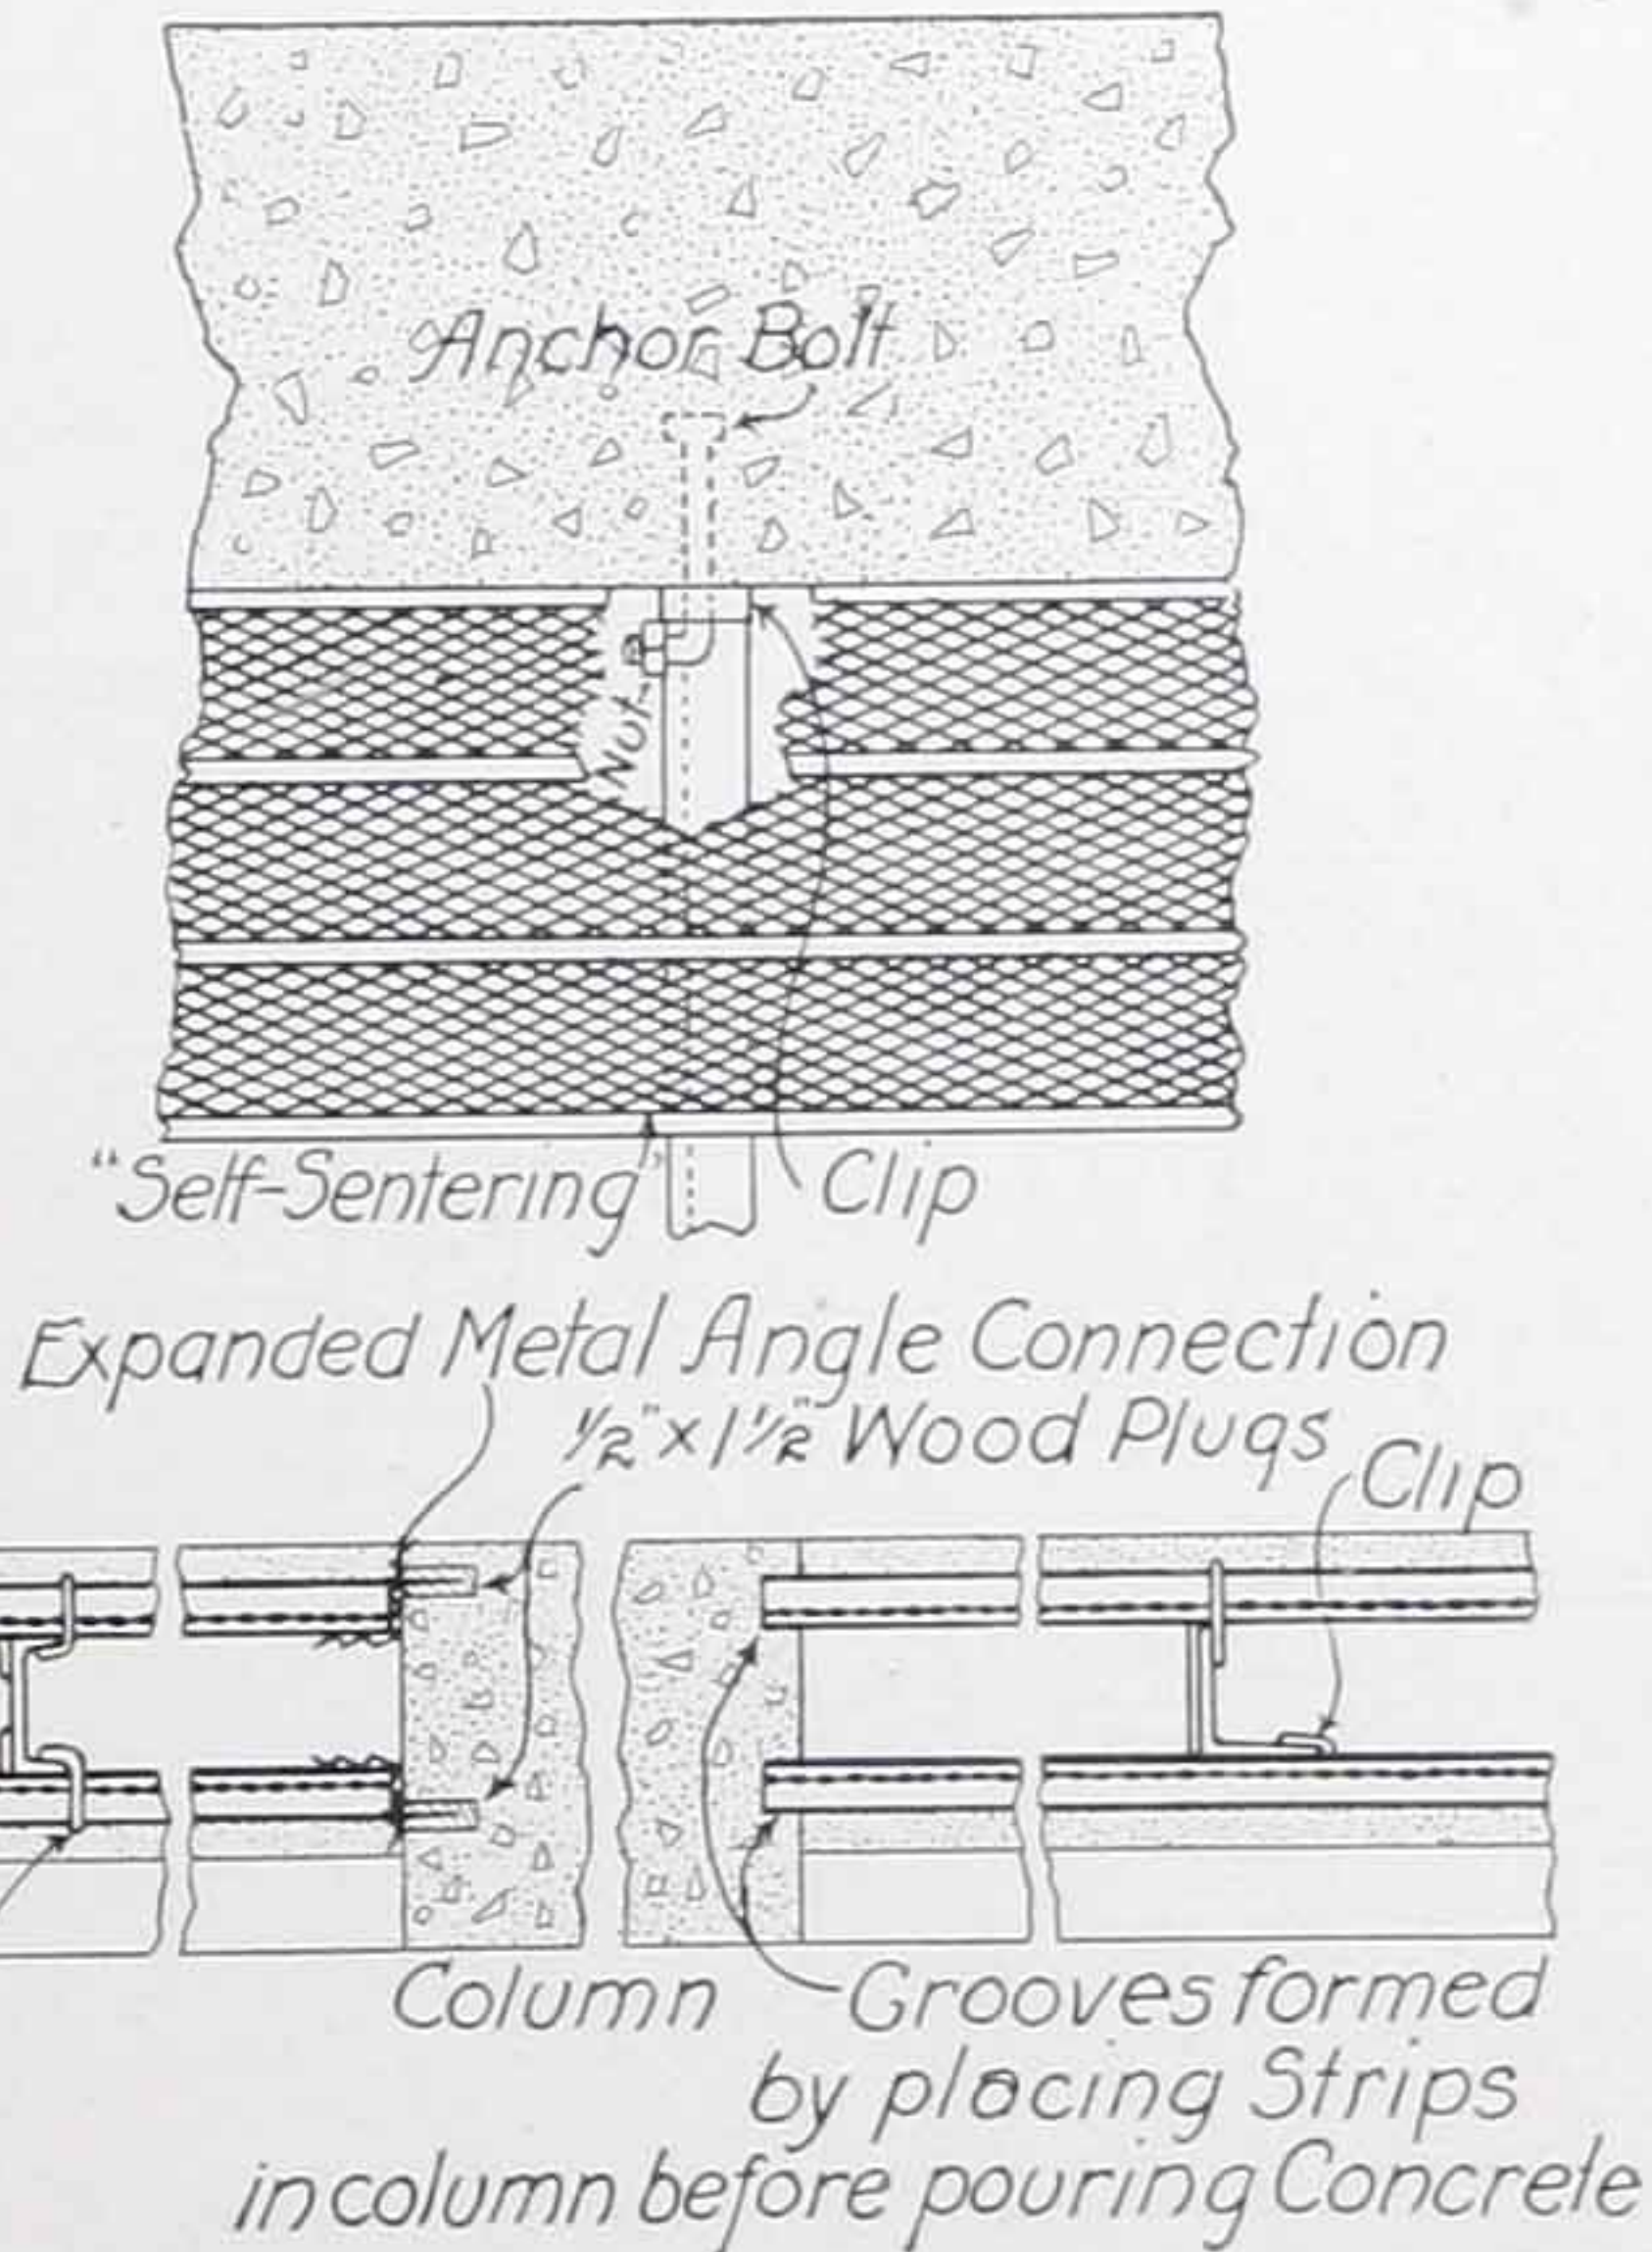 Anchor Bolt
Nut
"Self-Sentering"
Clip
Expanded Metal Angle Connection
½" x 1½" Wood Plugs
Clip
Column
Grooves formed
by placing Strips
in column before pouring Concrete